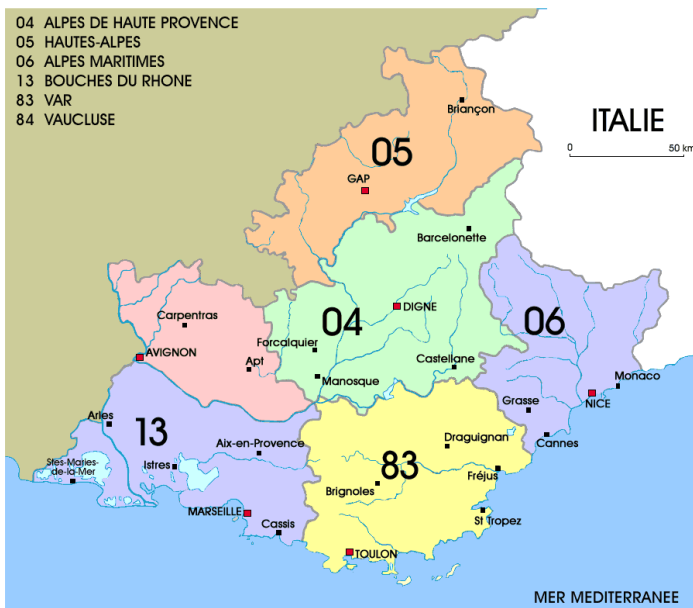 04 ALPES DE HAUTE PROVENCE
05 HAUTES-ALPES
06 ALPES MARITIMES
13 BOUCHES DU RHONE
83 VAR
84 VAUCLUSE
ITALIE
0 50 km
Briançon
05
GAP
Barcelonette
Carpentras
DIGNE
04
06
AVIGNON
Forcalquier
Apt
Castellane
Manosque
Monaco
Grasse
NICE
Arles
13
Aix-en-Provence
Draguignan
Cannes
Stes-Maries-
de-la-Mer
Istres
83
Fréjus
Brignoles
MARSEILLE
Cassis
St Tropez
TOULON
MER MEDITERRANEE